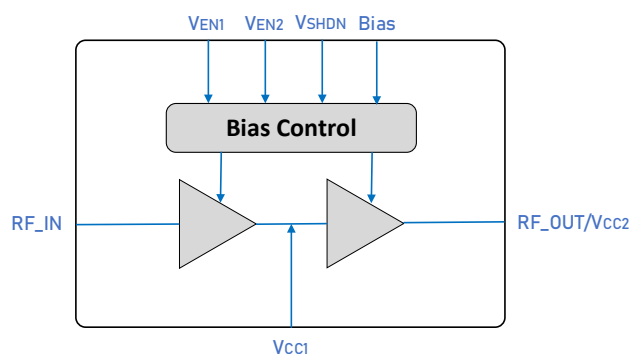 VEN1 VEN2 VSHDN Bias
Bias Control
RF_IN
RF_OUT/VCC2
VCC1